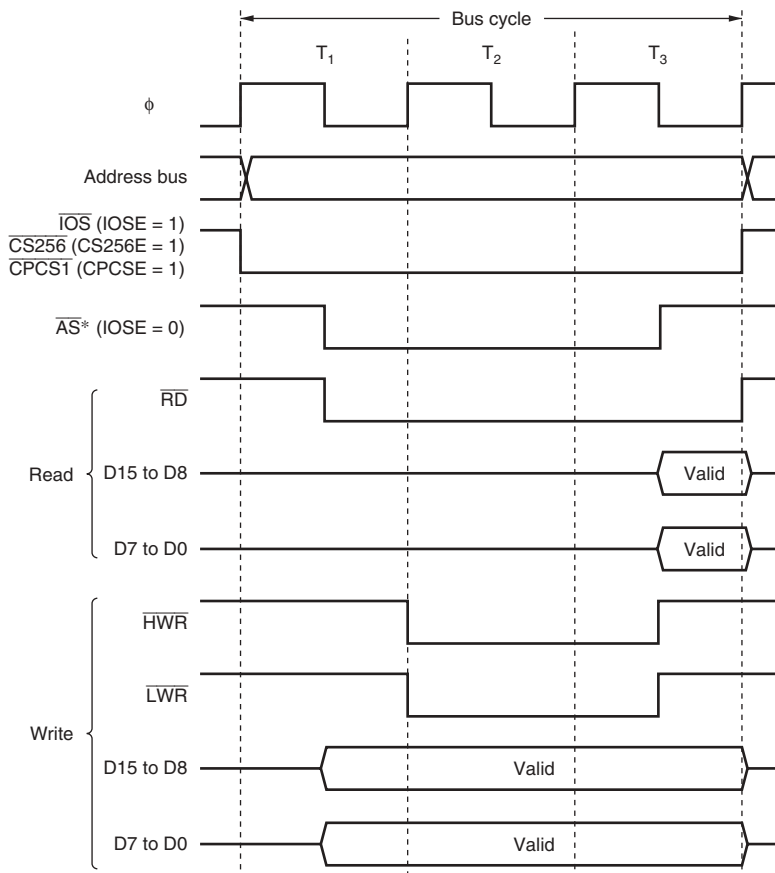 Bus cycle
T1 T2 T3
ϕ
Address bus
IOS (IOSE = 1)
CS256 (CS256E = 1)
CPCS1 (CPCSE = 1)
AS* (IOSE = 0)
RD
Read
D15 to D8 Valid
D7 to D0 Valid
HWR
LWR
Write
D15 to D8 Valid
D7 to D0 Valid